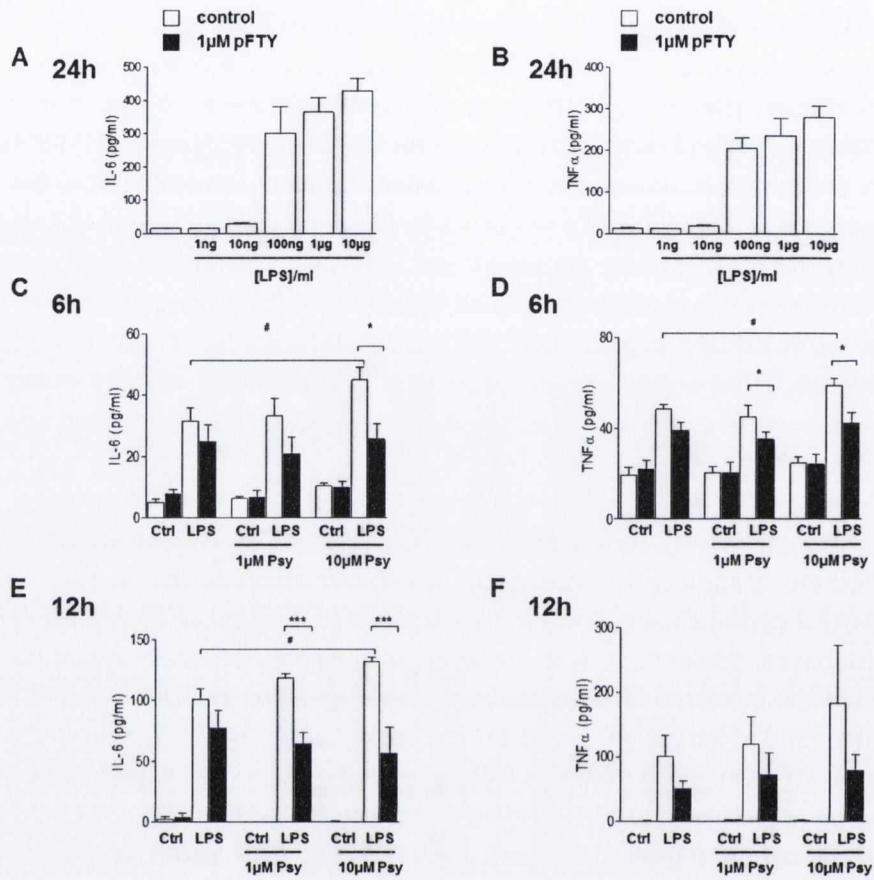 control
1µM pFTY
control
1µM pFTY
A 24h
B 24h
500
400
300
200
100
0
IL-6 (pg/ml)
1ng 10ng 100ng 1µg 10µg
[LPS]/ml
400
300
200
100
0
TNFα (pg/ml)
1ng 10ng 100ng 1µg 10µg
[LPS]/ml
C 6h
D 6h
60
40
20
0
IL-6 (pg/ml)
# *
Ctrl LPS Ctrl LPS Ctrl LPS
1µM Psy 10µM Psy
80
40
0
TNFα (pg/ml)
#
* *
Ctrl LPS Ctrl LPS Ctrl LPS
1µM Psy 10µM Psy
E 12h
F 12h
150
100
50
0
IL-6 (pg/ml)
*** ***
#
Ctrl LPS Ctrl LPS Ctrl LPS
1µM Psy 10µM Psy
300
200
100
0
TNFα (pg/ml)
Ctrl LPS Ctrl LPS Ctrl LPS
1µM Psy 10µM Psy